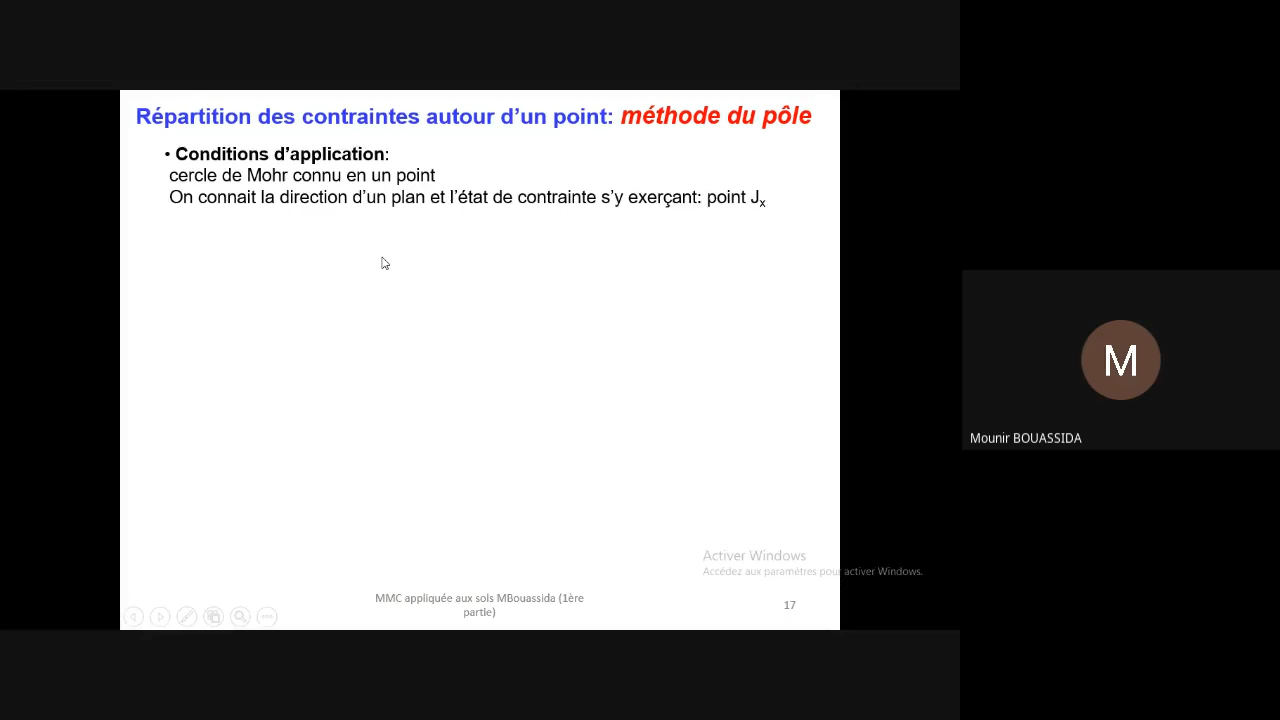 Répartition des contraintes autour d’un point: méthode du pôle
• Conditions d’application:
cercle de Mohr connu en un point
On connait la direction d’un plan et l’état de contrainte s’y exerçant: point Jx
M
Mounir BOUASSIDA
Activer Windows
Accédez aux paramètres pour activer Windows.
MMC appliquée aux sols MBouassida (1ère
partie)
17